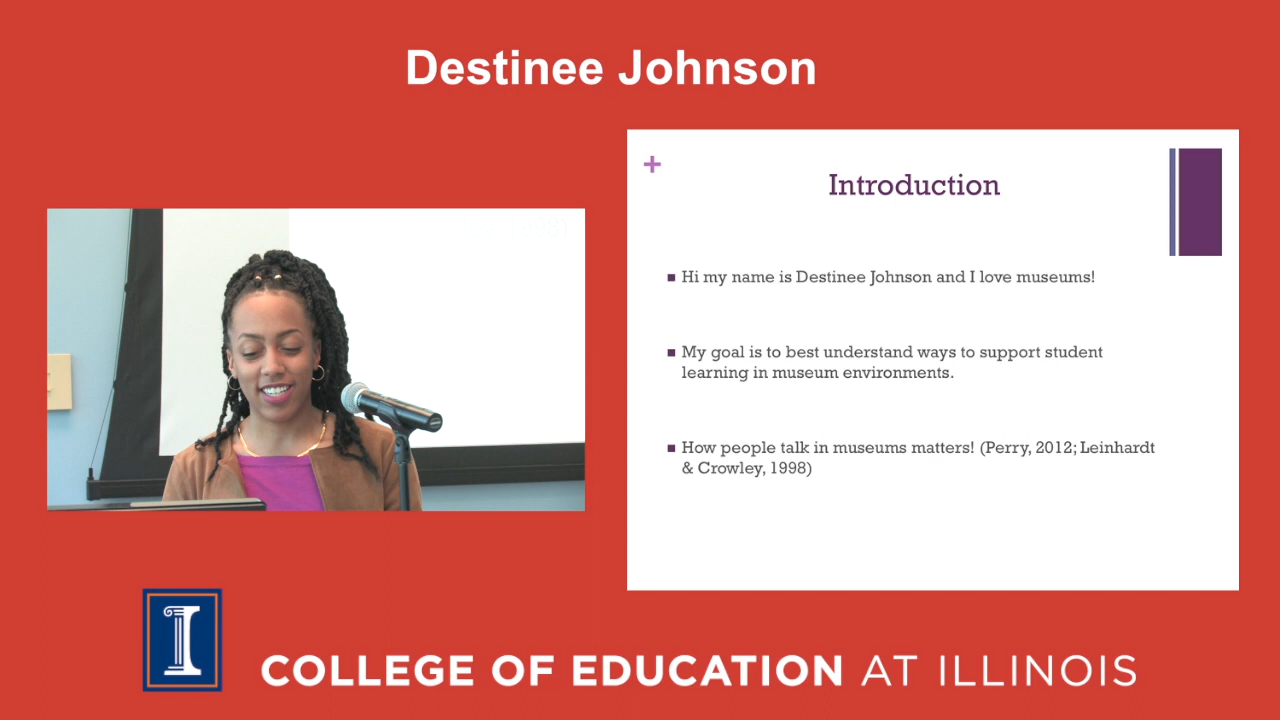 Destinee Johnson
+
Introduction
Hi my name is Destinee Johnson and I love museums!
My goal is to best understand ways to support student
learning in museum environments.
How people talk in museums matters! (Perry, 2012; Leinhardt
& Crowley, 1998)
I
COLLEGE OF EDUCATION AT ILLINOIS